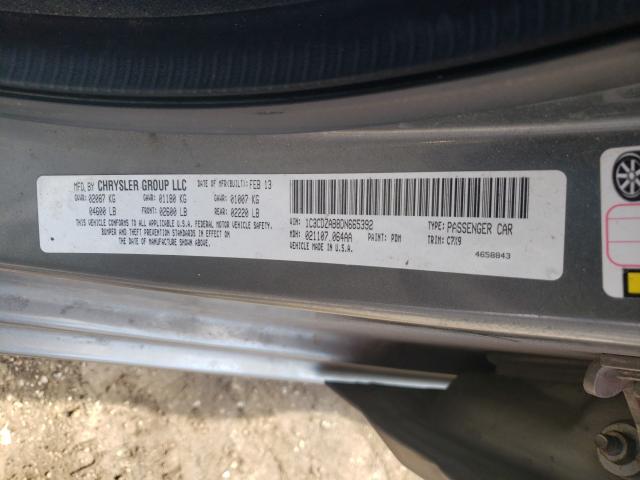 MFD. BY CHRYSLER GROUP LLC DATE OF MFR(BUILT): FEB 13
GVWR: 02087 KG GAWR: 01180 KG GAWR: 01007 KG
04600 LB FRONT: 02600 LB REAR: 02220 LB
THIS VEHICLE CONFORMS TO ALL APPLICABLE U.S.A. FEDERAL MOTOR VEHICLE SAFETY,
BUMPER AND THEFT PREVENTION STANDARDS IN EFFECT ON
THE DATE OF MANUFACTURE SHOWN ABOVE.
VIN: 1C3CDZAB8DN665392 TYPE: PASSENGER CAR
MDH: 021107 064AA PAINT: PDM TRIM: C7X9
VEHICLE MADE IN U.S.A. 4658843